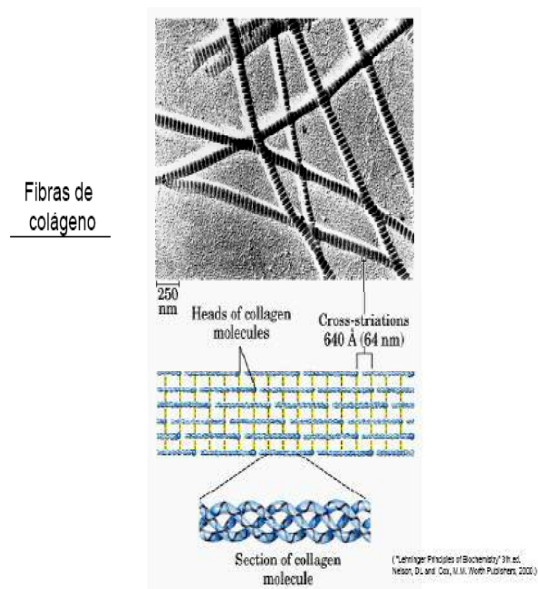 Fibras de
colágeno
250
nm
Heads of collagen
molecules
Cross-striations
640 Å (64 nm)
Section of collagen
molecule
( "Lehninger Principles of Biochemistry" 3th ed,
Nelson, DL and Cox, M.M. Worth Publishers, 2000.)